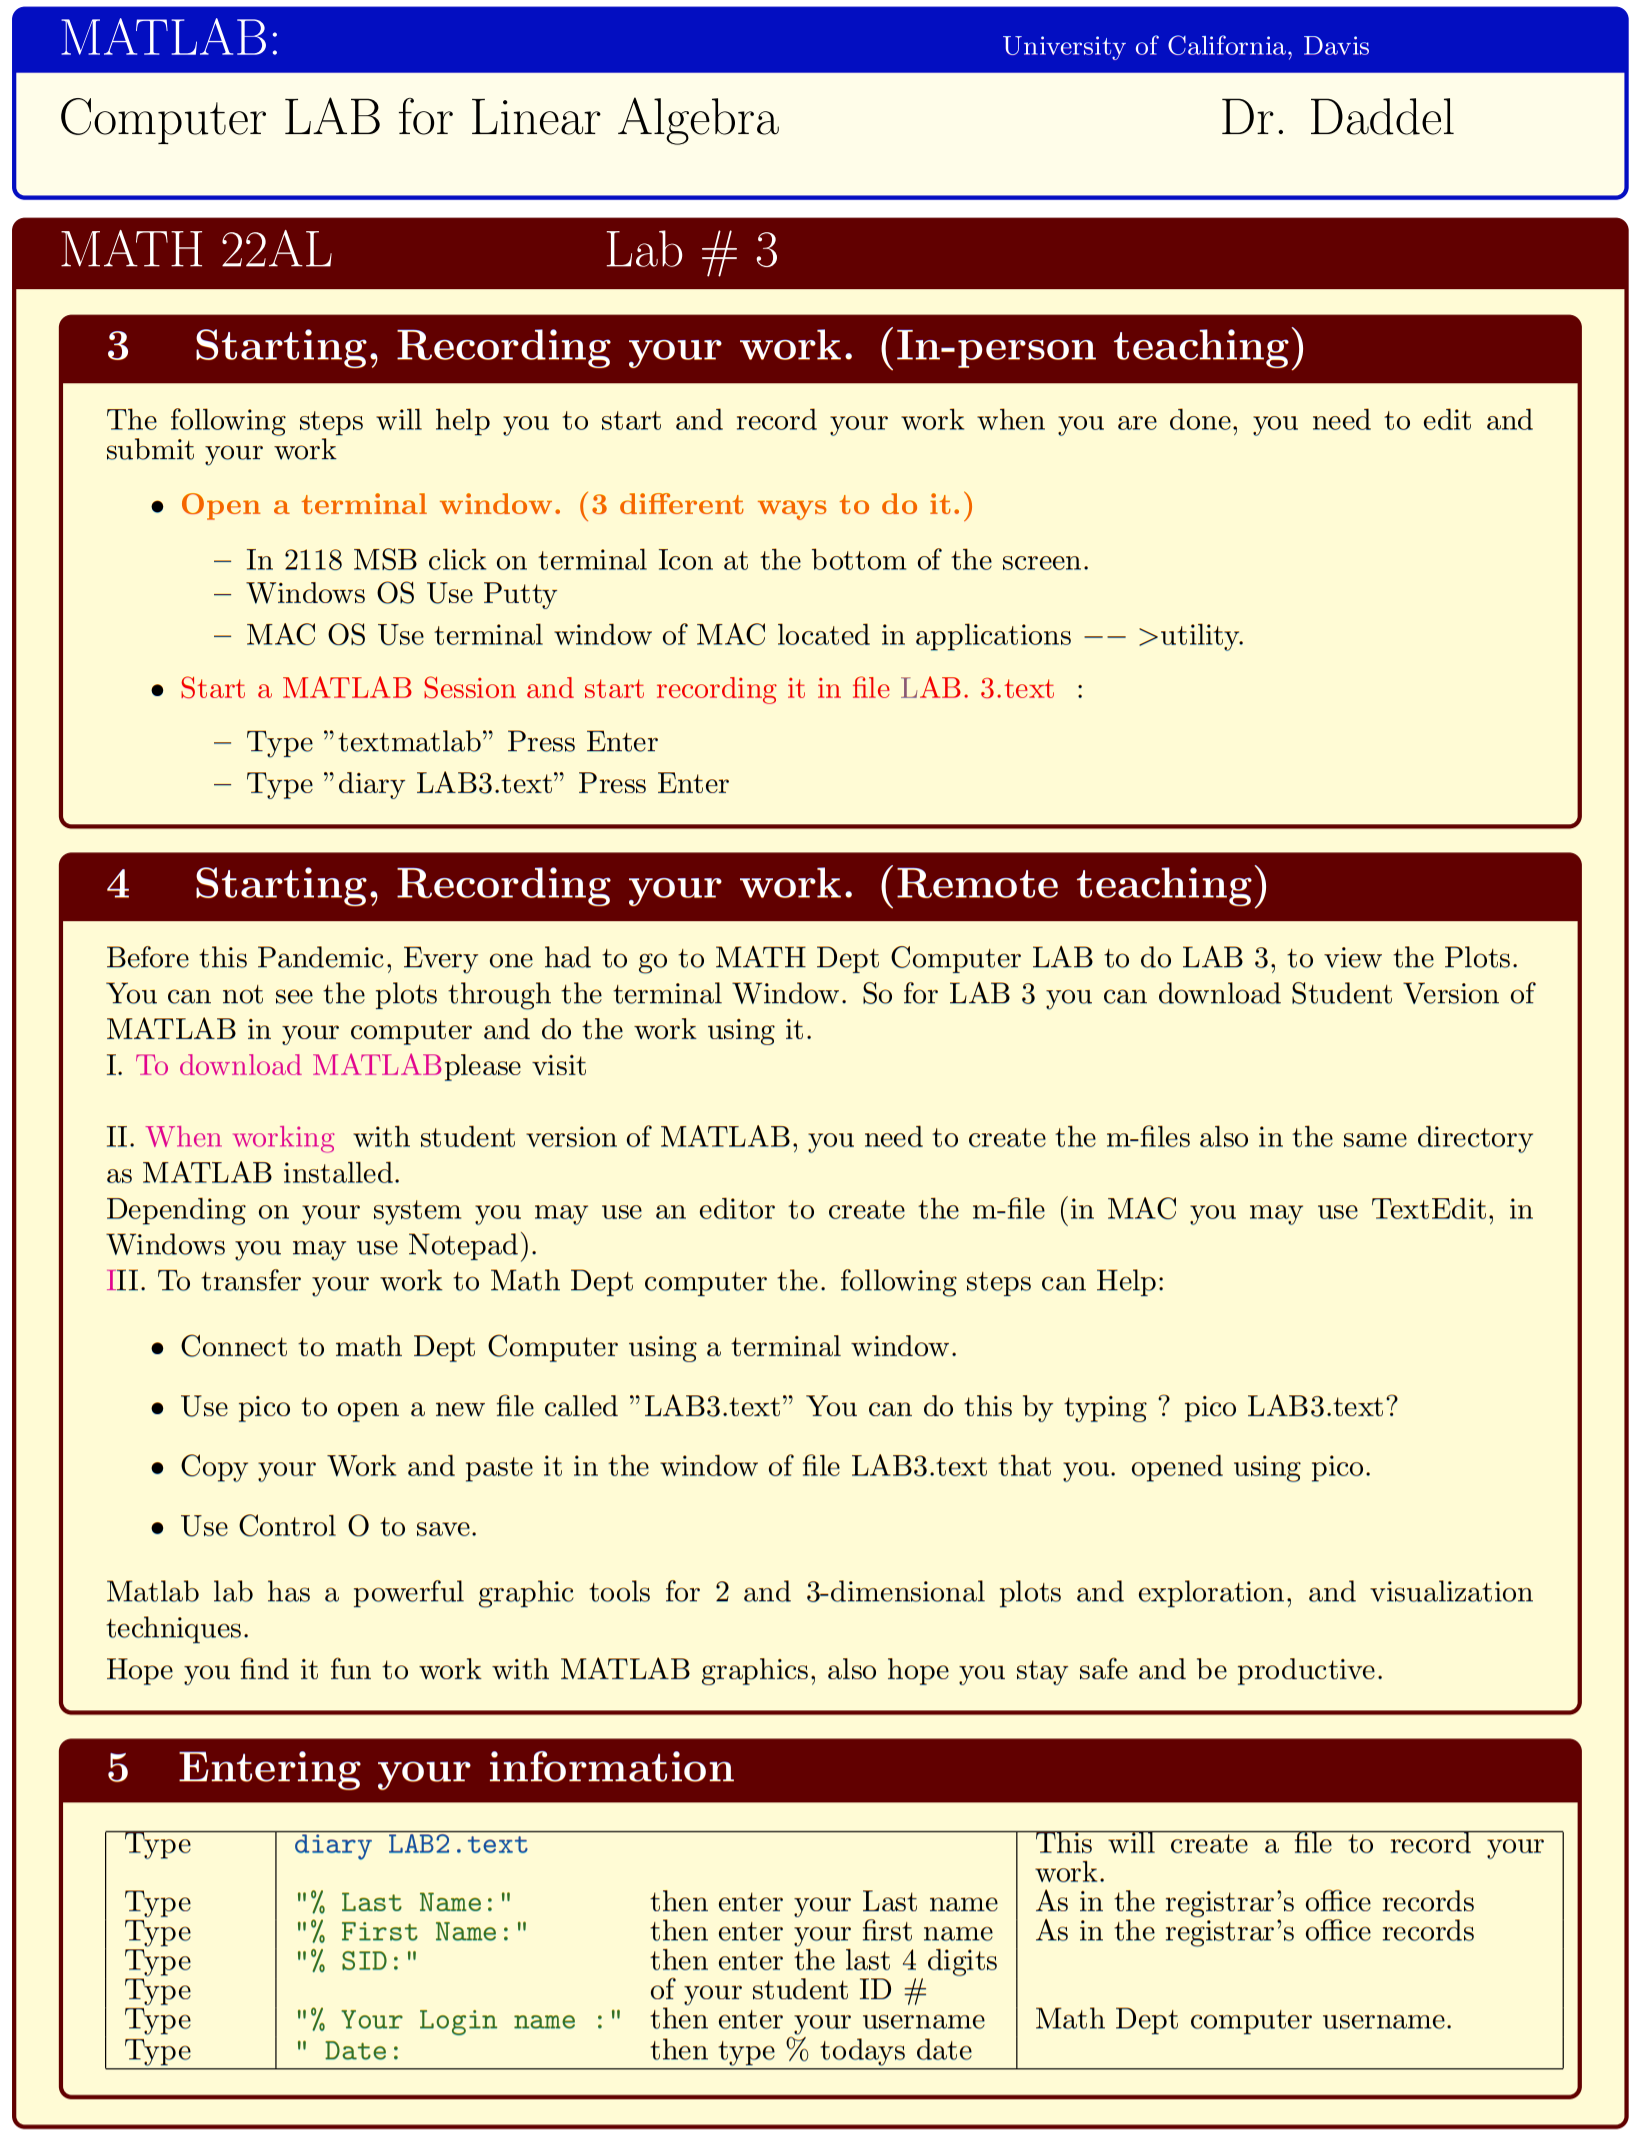 MATLAB: University of California, Davis
Computer LAB for Linear Algebra Dr. Daddel
MATH 22AL Lab # 3
3 Starting, Recording your work. (In-person teaching)
The following steps will help you to start and record your work when you are done, you need to edit and
submit your work
• Open a terminal window. (3 different ways to do it.)
– In 2118 MSB click on terminal Icon at the bottom of the screen.
– Windows OS Use Putty
– MAC OS Use terminal window of MAC located in applications −− >utility.
• Start a MATLAB Session and start recording it in file LAB. 3.text :
– Type ”textmatlab” Press Enter
– Type ”diary LAB3.text” Press Enter
4 Starting, Recording your work. (Remote teaching)
Before this Pandemic, Every one had to go to MATH Dept Computer LAB to do LAB 3, to view the Plots.
You can not see the plots through the terminal Window. So for LAB 3 you can download Student Version of
MATLAB in your computer and do the work using it.
I. To download MATLABplease visit
II. When working with student version of MATLAB, you need to create the m-files also in the same directory
as MATLAB installed.
Depending on your system you may use an editor to create the m-file (in MAC you may use TextEdit, in
Windows you may use Notepad).
III. To transfer your work to Math Dept computer the. following steps can Help:
• Connect to math Dept Computer using a terminal window.
• Use pico to open a new file called ”LAB3.text” You can do this by typing ? pico LAB3.text?
• Copy your Work and paste it in the window of file LAB3.text that you. opened using pico.
• Use Control O to save.
Matlab lab has a powerful graphic tools for 2 and 3-dimensional plots and exploration, and visualization
techniques.
Hope you find it fun to work with MATLAB graphics, also hope you stay safe and be productive.
5 Entering your information
Type diary LAB2.text This will create a file to record your
work.
Type "% Last Name:" then enter your Last name As in the registrar’s office records
Type "% First Name:" then enter your first name As in the registrar’s office records
Type "% SID:" then enter the last 4 digits
Type of your student ID #
Type "% Your Login name :" then enter your username Math Dept computer username.
Type " Date: then type % todays date